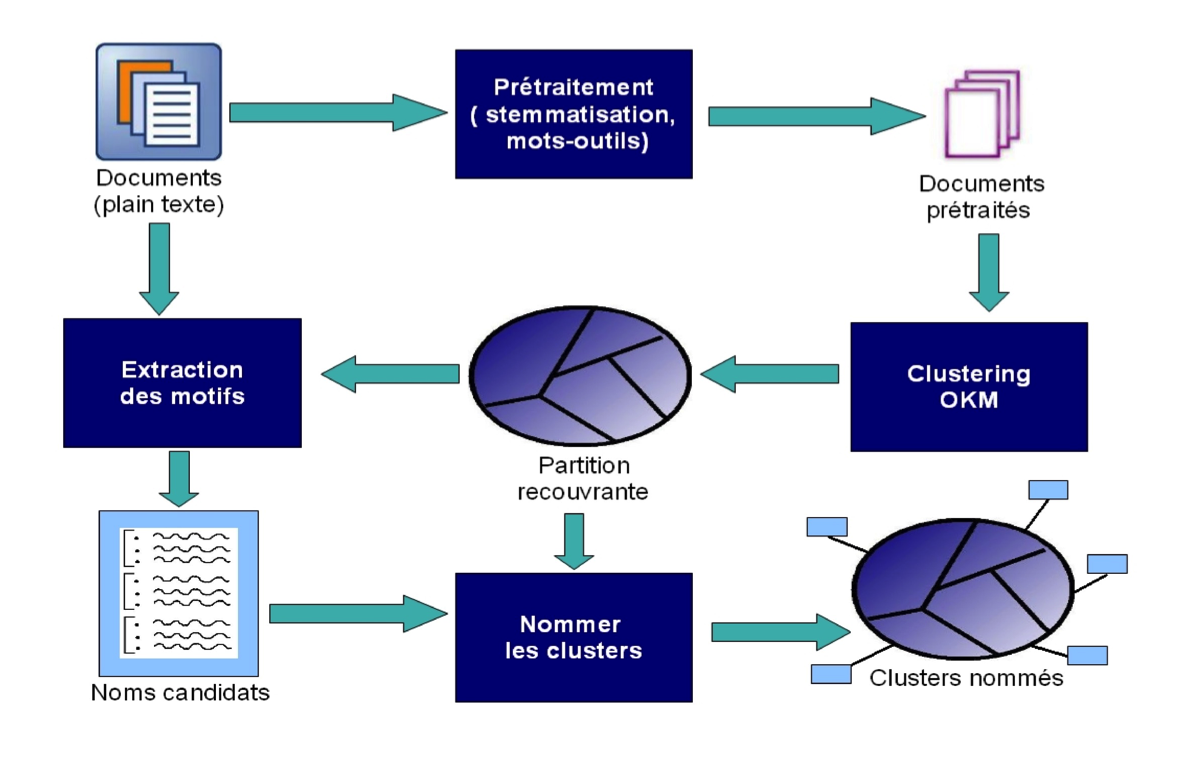 Prétraitement
( stemmatisation,
mots-outils)
Documents
(plain texte)
Documents
prétraités
Extraction
des motifs
Clustering
OKM
Partition
recouvrante
Nommer
les clusters
Noms candidats
Clusters nommés